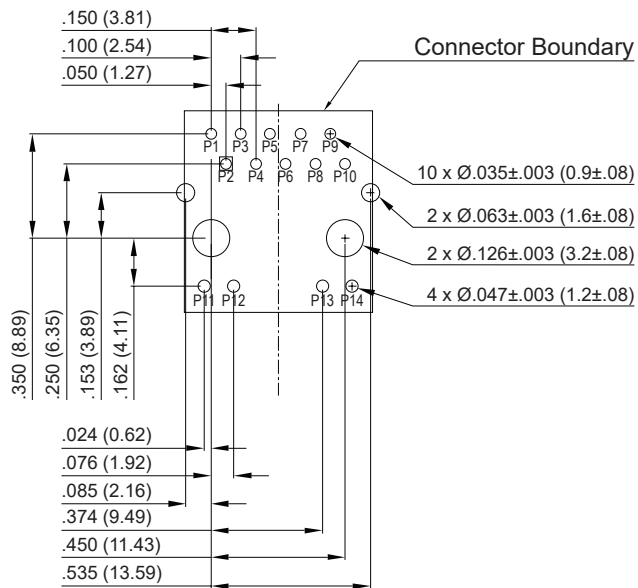 .150 (3.81)
.100 (2.54)
.050 (1.27)
Connector Boundary
P1 P3 P5 P7 P9
P2 P4 P6 P8 P10
10 x Ø.035±.003 (0.9±.08)
2 x Ø.063±.003 (1.6±.08)
2 x Ø.126±.003 (3.2±.08)
4 x Ø.047±.003 (1.2±.08)
P11 P12 P13 P14
.350 (8.89)
.250 (6.35)
.153 (3.89)
.162 (4.11)
.024 (0.62)
.076 (1.92)
.085 (2.16)
.374 (9.49)
.450 (11.43)
.535 (13.59)